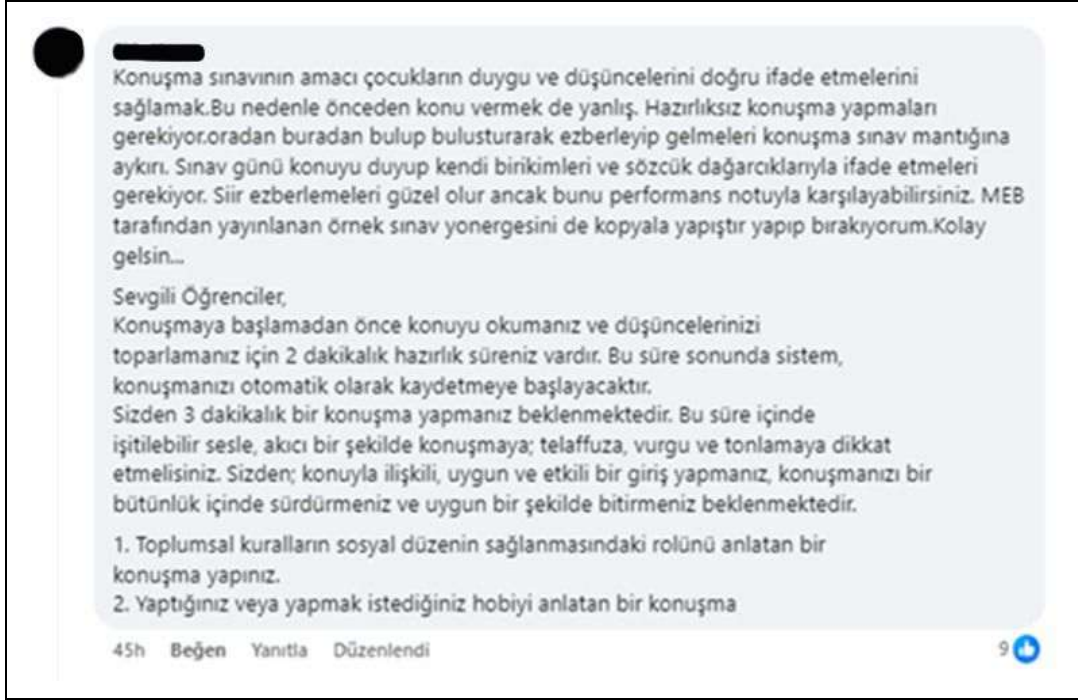 Konuşma sınavının amacı çocukların duygu ve düşüncelerini doğru ifade etmelerini
sağlamak.Bu nedenle önceden konu vermek de yanlış. Hazırlıksız konuşma yapmaları
gerekiyor.oradan buradan bulup bulusturarak ezberleyip gelmeleri konuşma sınav mantığına
aykırı. Sınav günü konuyu duyup kendi birikimleri ve sözcük dağarcıklarıyla ifade etmeleri
gerekiyor. Siir ezberlemeleri güzel olur ancak bunu performans notuyla karşılayabilirsiniz. MEB
tarafından yayınlanan örnek sınav yonergesini de kopyala yapıştır yapıp bırakıyorum.Kolay
gelsin...
Sevgili Öğrenciler,
Konuşmaya başlamadan önce konuyu okumanız ve düşüncelerinizi
toparlamanız için 2 dakikalık hazırlık süreniz vardır. Bu süre sonunda sistem,
konuşmanızı otomatik olarak kaydetmeye başlayacaktır.
Sizden 3 dakikalık bir konuşma yapmanız beklenmektedir. Bu süre içinde
işitilebilir sesle, akıcı bir şekilde konuşmaya; telaffuza, vurgu ve tonlamaya dikkat
etmelisiniz. Sizden; konuyla ilişkili, uygun ve etkili bir giriş yapmanız, konuşmanızı bir
bütünlük içinde sürdürmeniz ve uygun bir şekilde bitirmeniz beklenmektedir.
1. Toplumsal kuralların sosyal düzenin sağlanmasındaki rolünü anlatan bir
konuşma yapınız.
2. Yaptığınız veya yapmak istediğiniz hobiyi anlatan bir konuşma
45h Beğen Yanıtla Düzenlendi 9